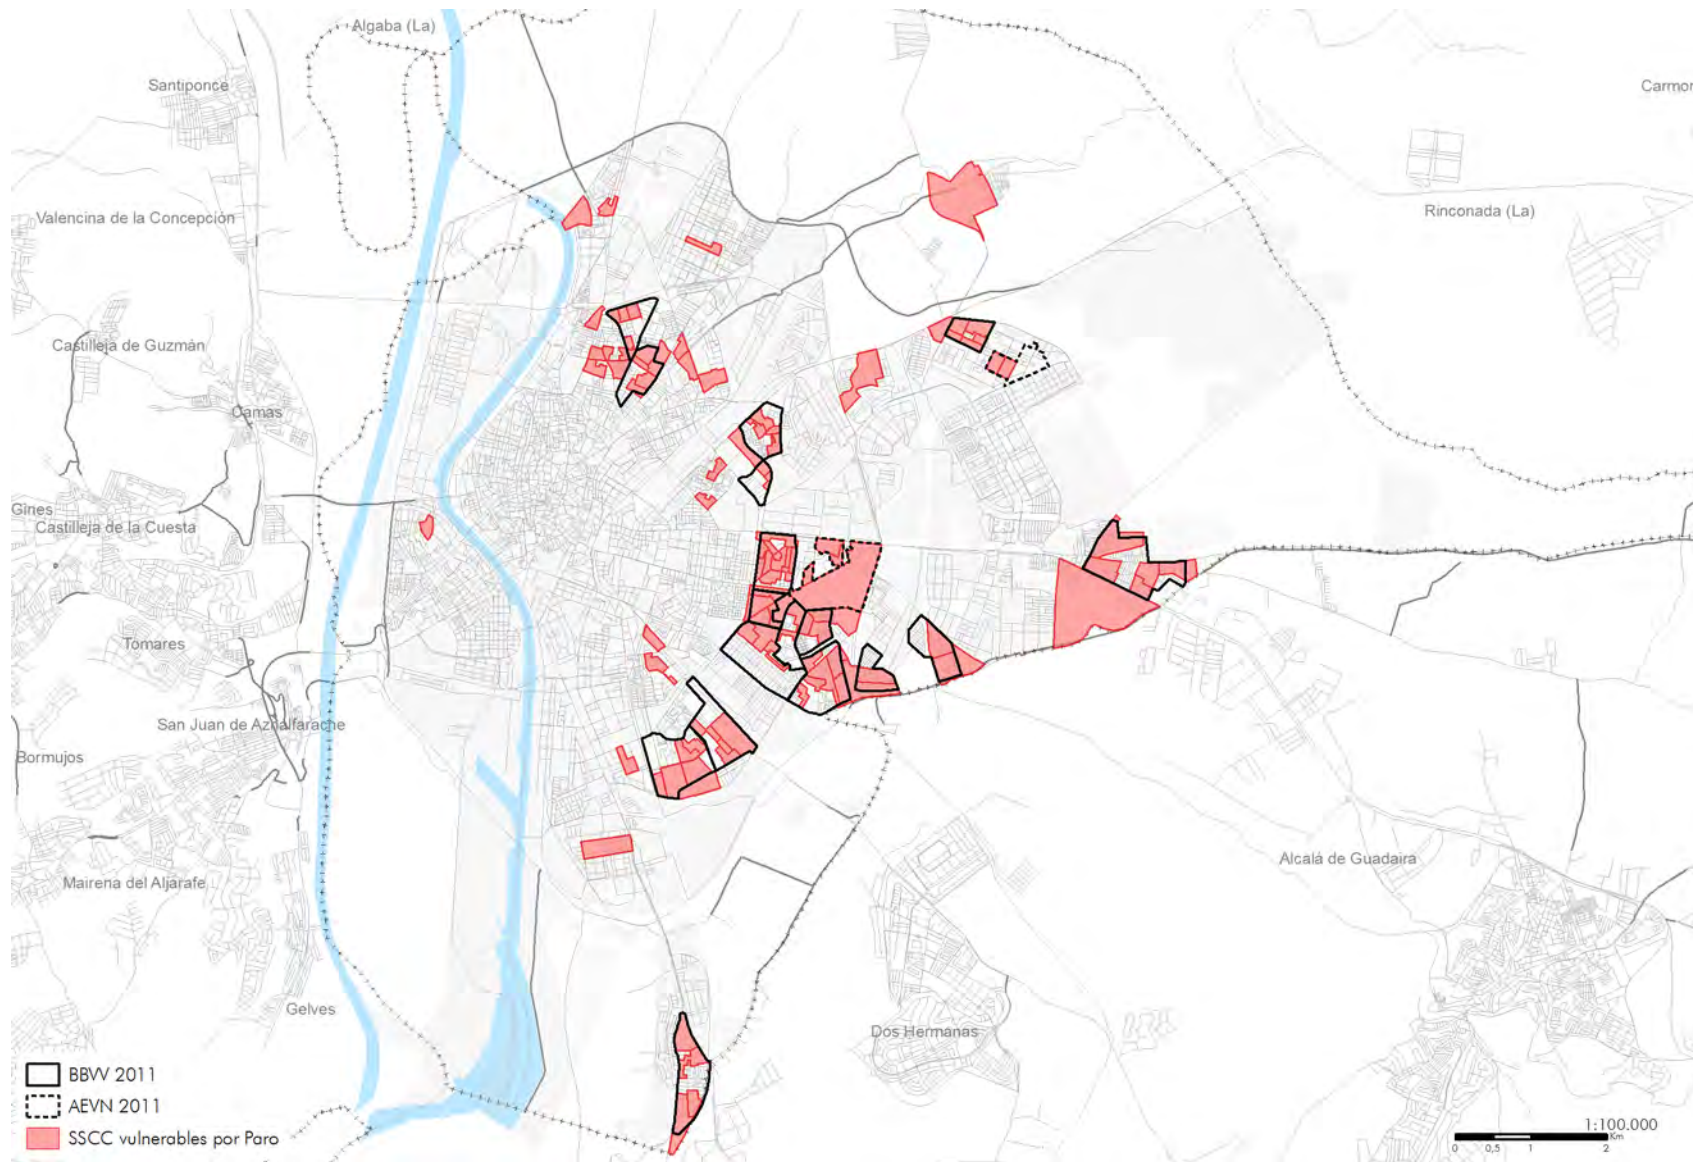 Algaba (La)
Santiponce
Carmon
Valencina de la Concepción
Rinconada (La)
Castilleja de Guzmán
Camas
Gines
Castilleja de la Cuesta
Tomares
San Juan de Aznalfarache
Bormujos
Alcalá de Guadaira
Mairena del Aljarafe
Gelves
Dos Hermanas
BBVV 2011
AEVN 2011
SSCC vulnerables por Paro
1:100.000
Km
0 0,5 1 2